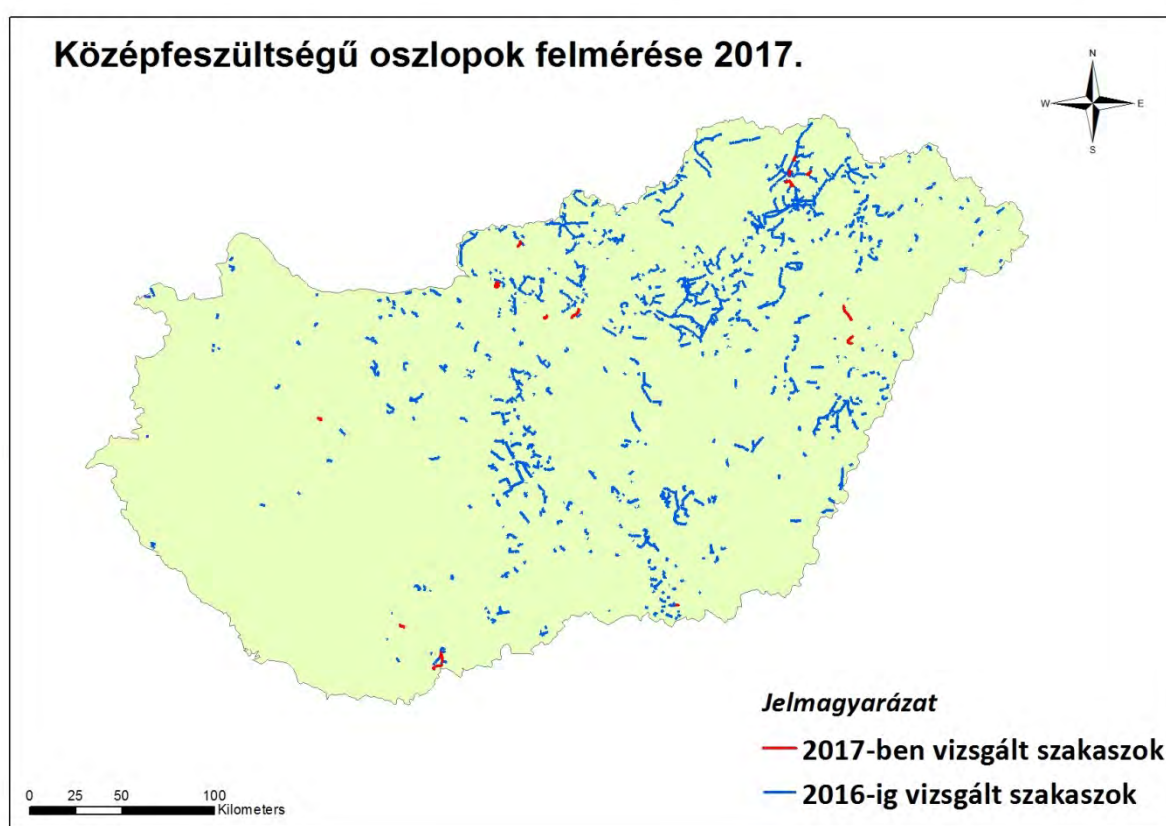 Középfeszültségű oszlopok felmérése 2017.
N
W
E
S
Jelmagyarázat
2017-ben vizsgált szakaszok
2016-ig vizsgált szakaszok
0 25 50 100
Kilometers